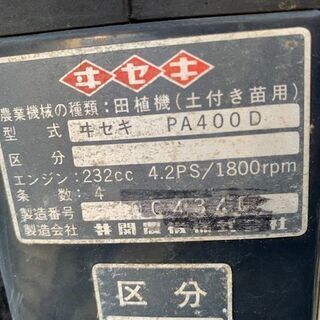 ヰセキ
農業機械の種類:田植機(土付き苗用)
型式 ヰセキ PA400D
区分
エンジン:232cc 4.2PS/1800rpm
条数:4
製造番号
製造会社 井関農機株式会社
区分